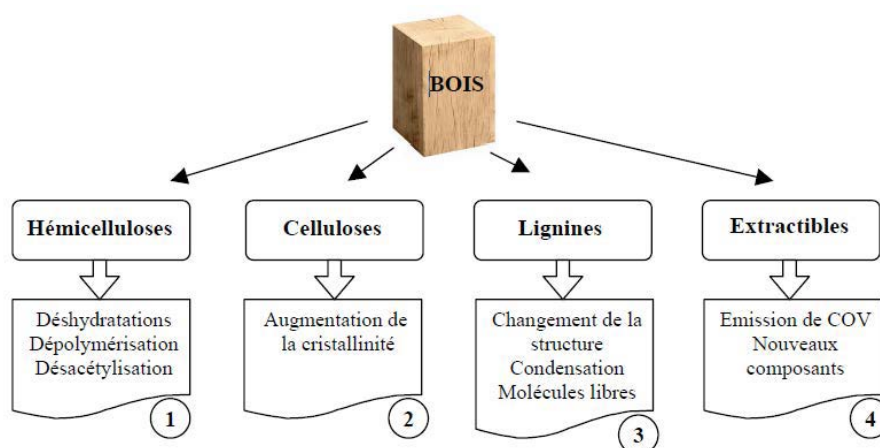 BOIS
Hémicelluloses
Celluloses
Lignines
Extractibles
Déshydratations
Dépolymérisation
Désacétylisation
1
Augmentation de
la cristallinité
2
Changement de la
structure
Condensation
Molécules libres
3
Emission de COV
Nouveaux
composants
4